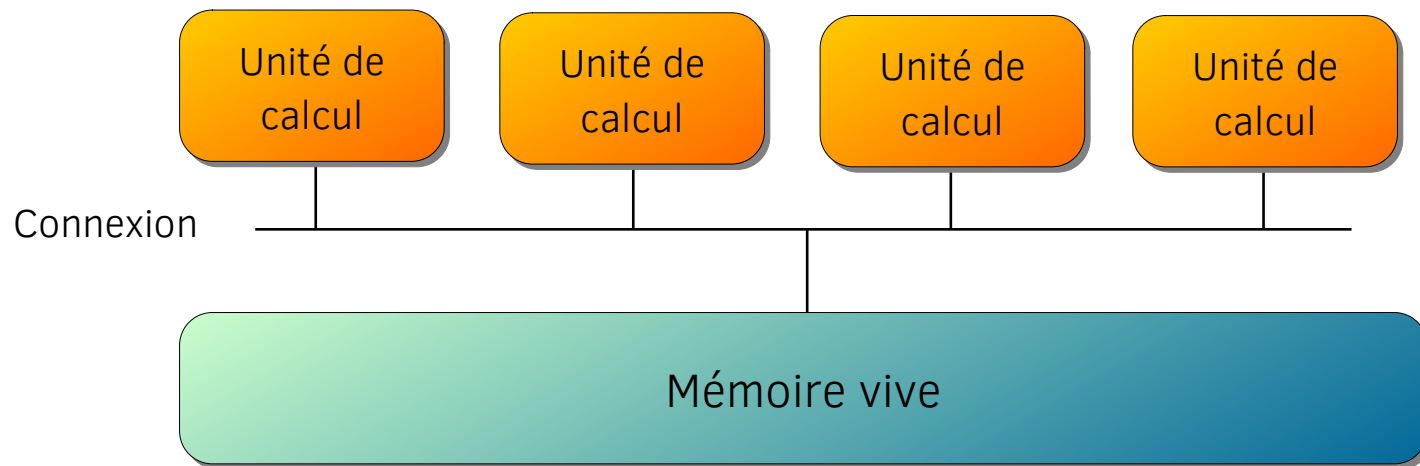 Unité de
calcul
Unité de
calcul
Unité de
calcul
Unité de
calcul
Connexion
Mémoire vive